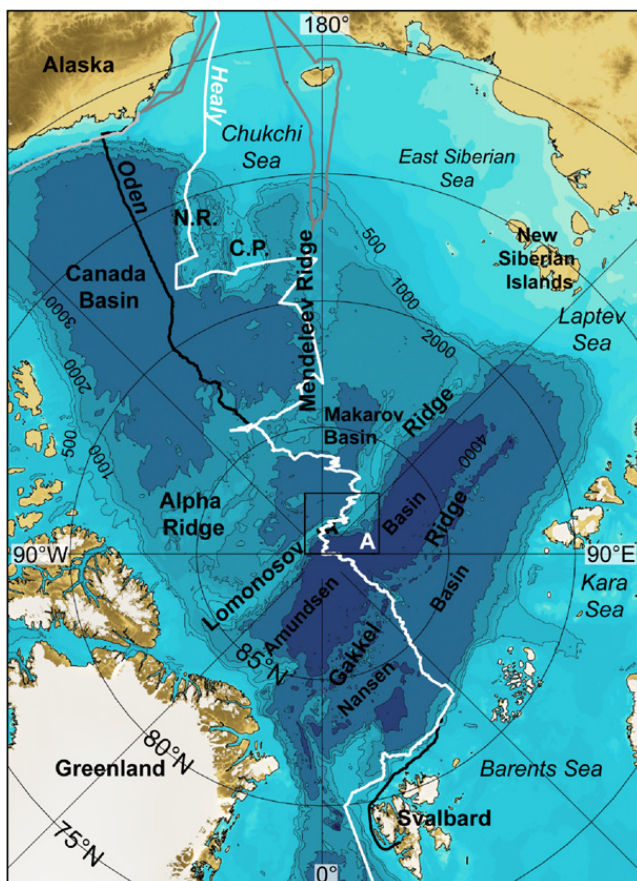 180°
Alaska
Healy
Chukchi
Sea
East Siberian
Sea
Oden
N.R.
C.P.
New
Siberian
Islands
Canada
Basin
Mendeleev Ridge
500
1000
2000
Laptev
Sea
3000
2000
1000
500
Makarov
Basin
Ridge
4000
Basin
Ridge
Alpha
Ridge
A
90°W
90°E
Lomonosov
Basin
Kara
Sea
Amundsen
85°N
Gakkel
Nansen
80°N
Greenland
Barents Sea
75°N
Svalbard
0°